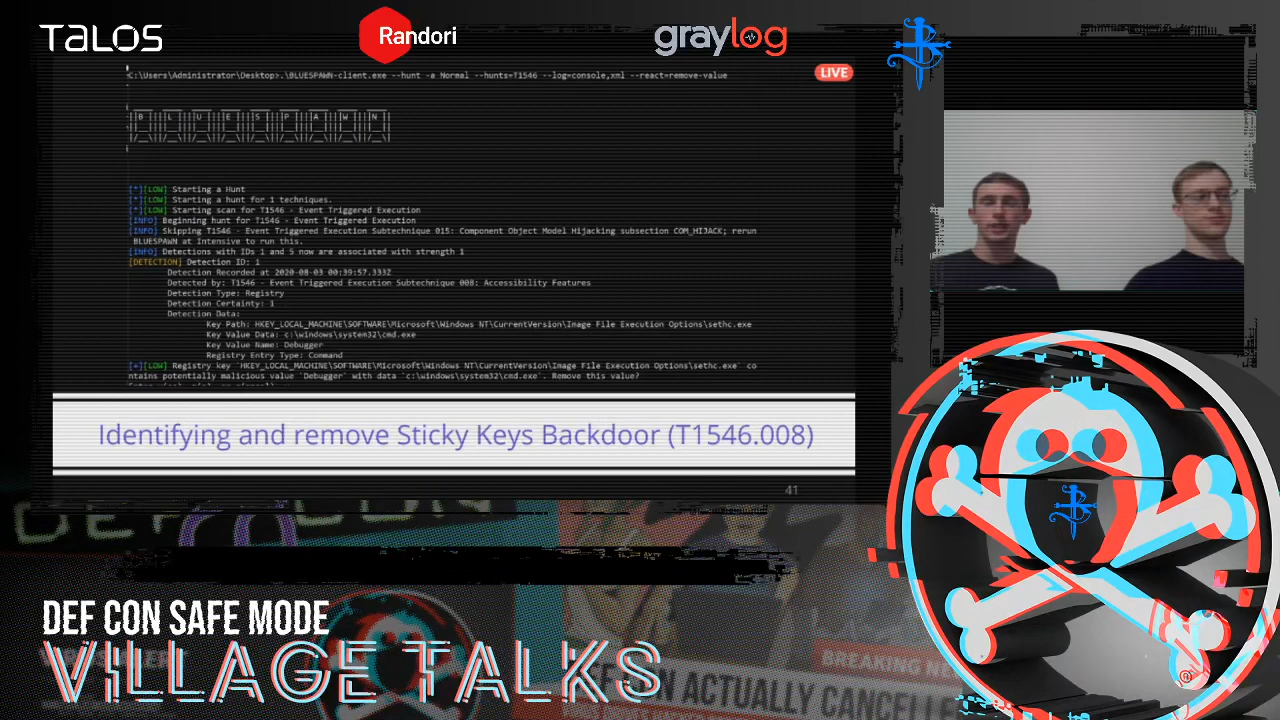 TALOS
Randori
graylog
LIVE
C:\Users\Administrator\Desktop>.\BLUESPAWN-client.exe --hunt -a Normal --hunts=T1546 --log=console,xml --react=remove-value
B L U E S P A W N
[*][LOW] Starting a Hunt
[*][LOW] Starting a hunt for 1 techniques.
[*][LOW] Starting scan for T1546 - Event Triggered Execution
[INFO] Beginning hunt for T1546 - Event Triggered Execution
[INFO] Skipping T1546 - Event Triggered Execution Subtechnique 015: Component Object Model Hijacking subsection COM_HIJACK; rerun
BLUESPAWN at Intensive to run this.
[INFO] Detections with IDs 1 and 5 now are associated with strength 1
[DETECTION] Detection ID: 1
Detection Recorded at 2020-08-03 00:39:57.333Z
Detected by: T1546 - Event Triggered Execution Subtechnique 008: Accessibility Features
Detection Type: Registry
Detection Certainty: 1
Detection Data:
Key Path: HKEY_LOCAL_MACHINE\SOFTWARE\Microsoft\Windows NT\CurrentVersion\Image File Execution Options\sethc.exe
Key Value Data: c:\windows\system32\cmd.exe
Key Value Name: Debugger
Registry Entry Type: Command
[+][LOW] Registry key `HKEY_LOCAL_MACHINE\SOFTWARE\Microsoft\Windows NT\CurrentVersion\Image File Execution Options\sethc.exe` co
ntains potentially malicious value `Debugger` with data `c:\windows\system32\cmd.exe`. Remove this value?
Identifying and remove Sticky Keys Backdoor (T1546.008)
41
DEF CON
DEF CON SAFE MODE
VILLAGE TALKS
BREAKING NE
CON ACTUALLY CANCELLE